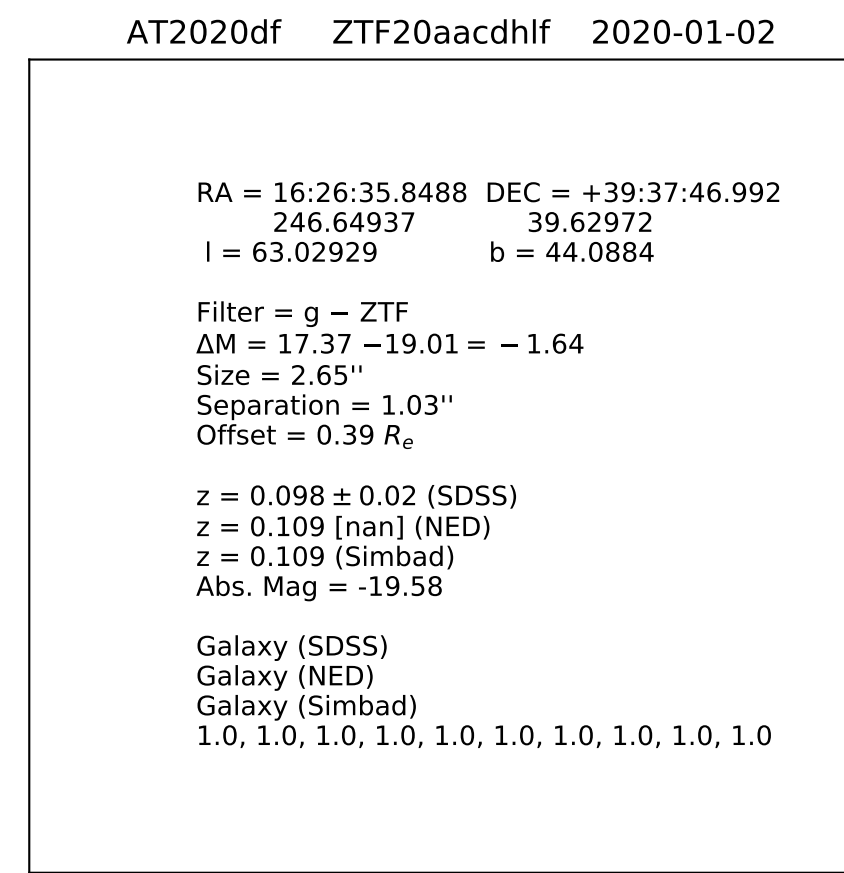 AT2020df ZTF20aacdhlf 2020-01-02
RA = 16:26:35.8488 DEC = +39:37:46.992
246.64937 39.62972
l = 63.02929 b = 44.0884
Filter = g − ZTF
ΔM = 17.37 −19.01 = − 1.64
Size = 2.65''
Separation = 1.03''
Offset = 0.39 Rₑ
z = 0.098 ± 0.02 (SDSS)
z = 0.109 [nan] (NED)
z = 0.109 (Simbad)
Abs. Mag = -19.58
Galaxy (SDSS)
Galaxy (NED)
Galaxy (Simbad)
1.0, 1.0, 1.0, 1.0, 1.0, 1.0, 1.0, 1.0, 1.0, 1.0